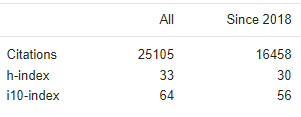 All Since 2018
Citations 25105 16458
h-index 33 30
i10-index 64 56